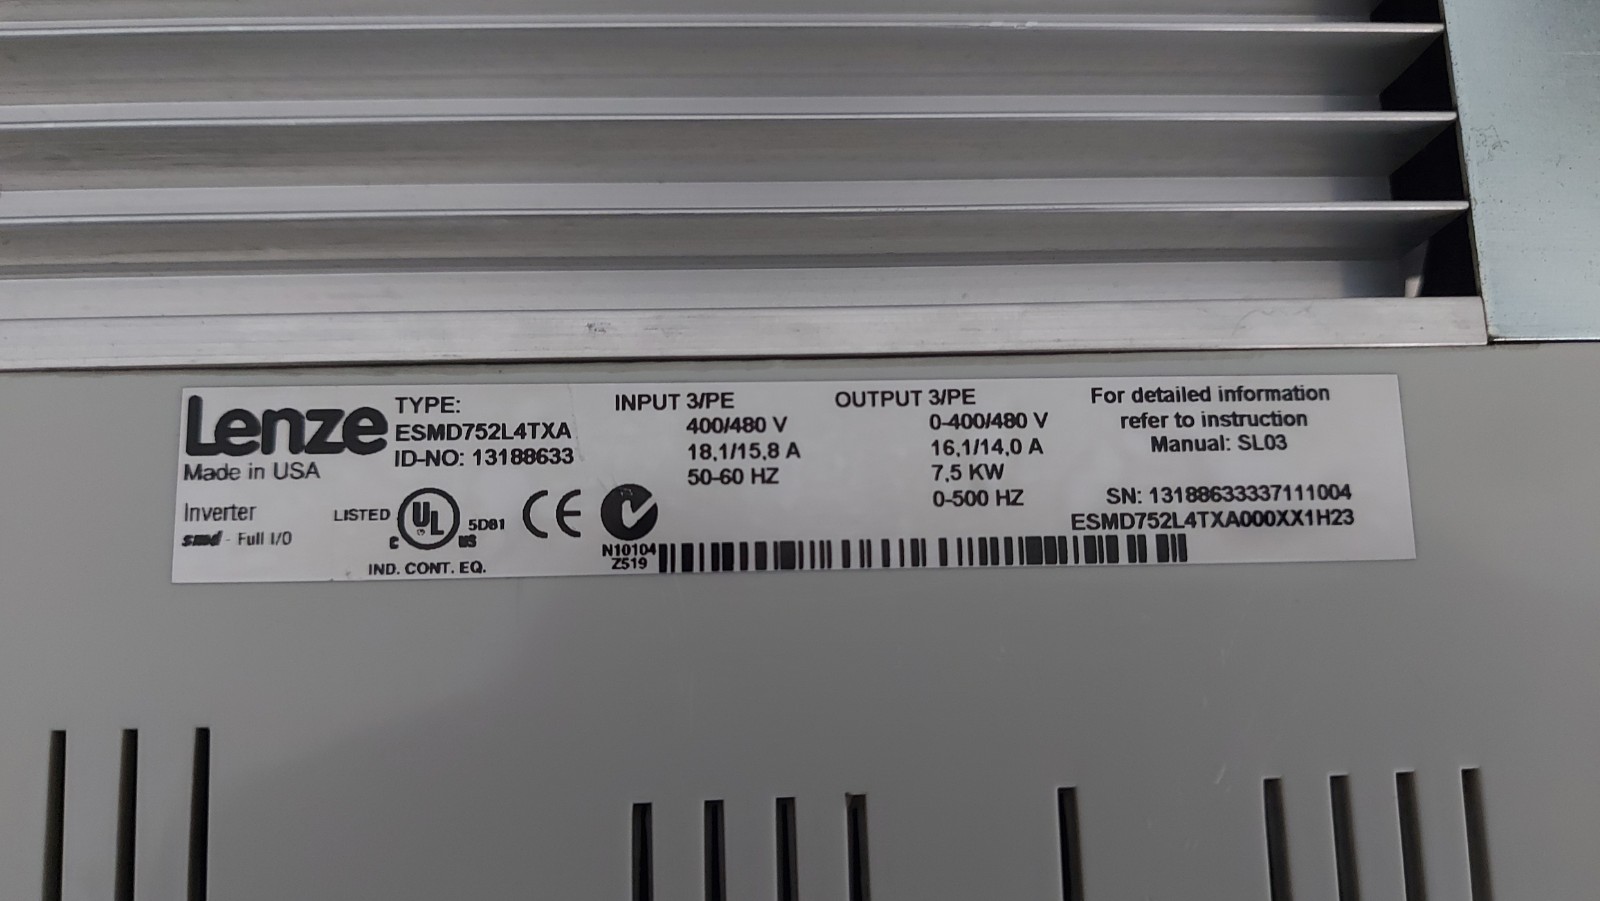 Lenze
Made in USA
Inverter
smd - Full I/O
TYPE:
ESMD752L4TXA
ID-NO: 13188633
LISTED
UL
C
US
5D81
IND. CONT. EQ.
CE
N10104
Z519
INPUT 3/PE
400/480 V
18,1/15,8 A
50-60 HZ
OUTPUT 3/PE
0-400/480 V
16,1/14,0 A
7,5 KW
0-500 HZ
For detailed information
refer to instruction
Manual: SL03
SN: 13188633337111004
ESMD752L4TXA000XX1H23